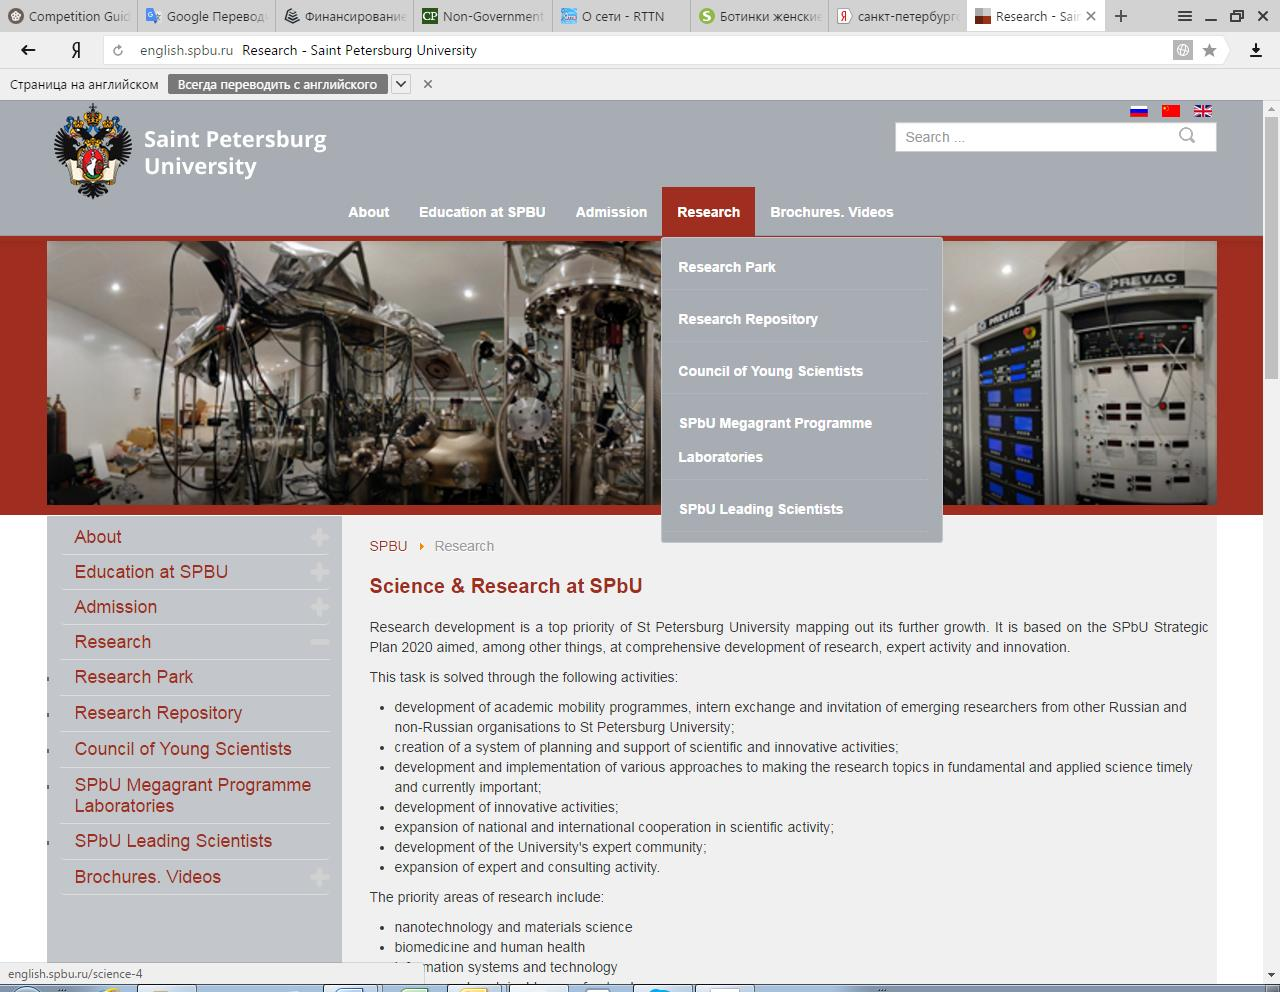 Competition Guid
Google Перевод
Финансирование
Non-Government
О сети - RTTN
Ботинки женские
санкт-петербург
Research - Sain
english.spbu.ru Research - Saint Petersburg University
Страница на английском
Всегда переводить с английского
Saint Petersburg
University
Search ...
About
Education at SPBU
Admission
Research
Brochures. Videos
Research Park
Research Repository
Council of Young Scientists
SPbU Megagrant Programme
Laboratories
SPbU Leading Scientists
PREVAC
PREVAC
About
Education at SPBU
Admission
Research
Research Park
Research Repository
Council of Young Scientists
SPbU Megagrant Programme
Laboratories
SPbU Leading Scientists
Brochures. Videos
SPBU
Research
Science & Research at SPbU
Research development is a top priority of St Petersburg University mapping out its further growth. It is based on the SPbU Strategic
Plan 2020 aimed, among other things, at comprehensive development of research, expert activity and innovation.
This task is solved through the following activities:
development of academic mobility programmes, intern exchange and invitation of emerging researchers from other Russian and
non-Russian organisations to St Petersburg University;
creation of a system of planning and support of scientific and innovative activities;
development and implementation of various approaches to making the research topics in fundamental and applied science timely
and currently important;
development of innovative activities;
expansion of national and international cooperation in scientific activity;
development of the University's expert community;
expansion of expert and consulting activity.
The priority areas of research include:
nanotechnology and materials science
biomedicine and human health
information systems and technology
english.spbu.ru/science-4